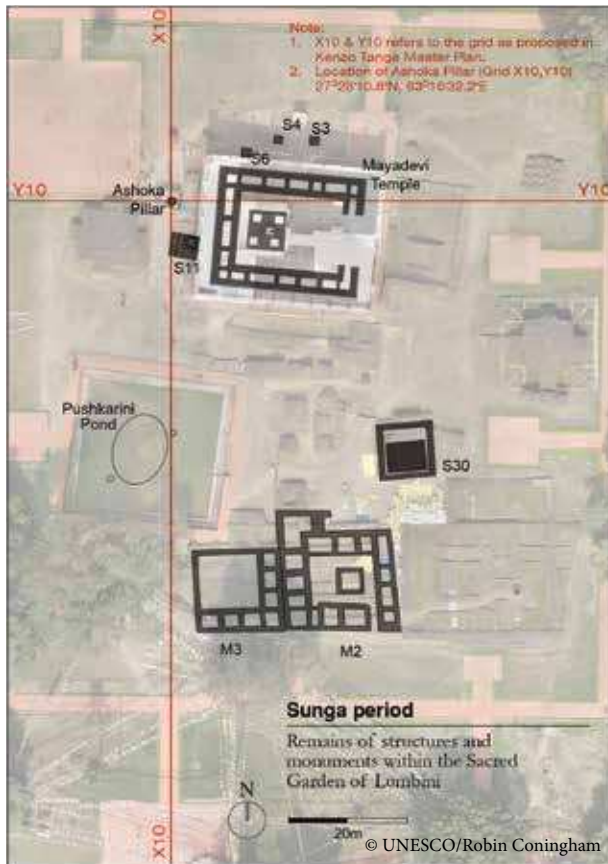 X10
Note:
1. X10 & Y10 refers to the grid as proposed in
Kenzo Tange Master Plan.
2. Location of Ashoka Pillar (Grid X10,Y10)
S4
S3
S6
Mayadevi
Temple
Y10
Y10
Ashoka
Pillar
S11
Pushkarini
Pond
S30
M3
M2
Sunga period
Remains of structures and
monuments within the Sacred
Garden of Lumbini
N
20m
X10
© UNESCO/Robin Coningham